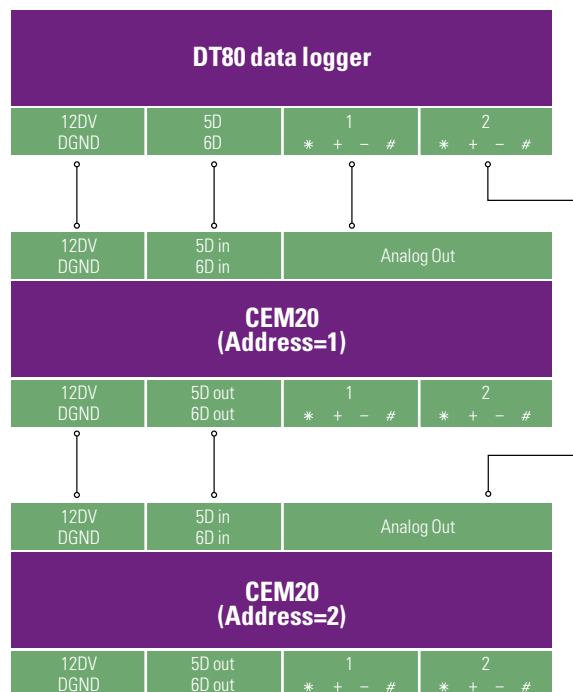 DT80 data logger
12DV 5D 1 2
DGND 6D * + – # * + – #
12DV 5D in Analog Out
DGND 6D in
CEM20
(Address=1)
12DV 5D out 1 2
DGND 6D out * + – # * + – #
12DV 5D in Analog Out
DGND 6D in
CEM20
(Address=2)
12DV 5D out 1 2
DGND 6D out * + – # * + – #